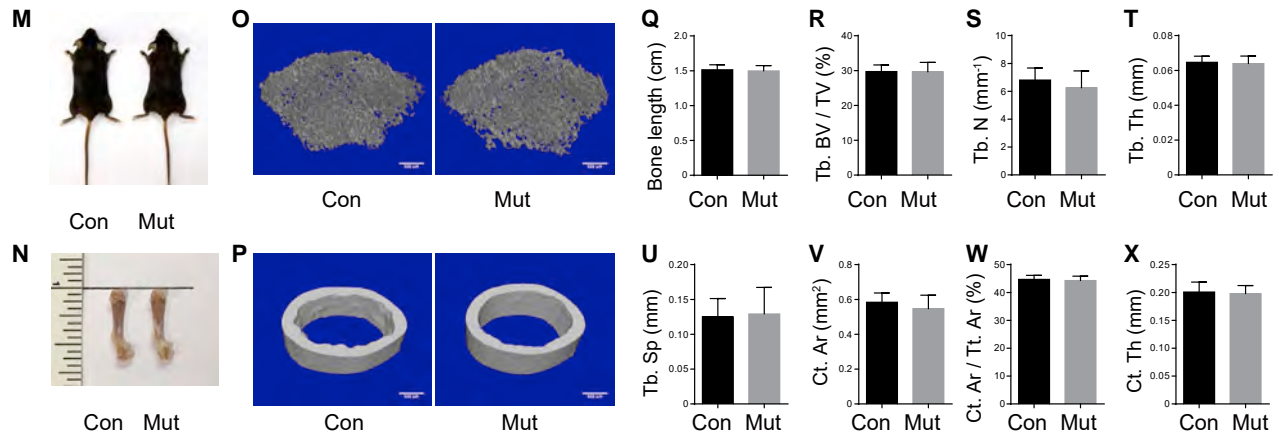 M
Con Mut
O
Con Mut
Q
Bone length (cm)
2.0
1.5
1.0
0.5
0
Con Mut
R
Tb. BV / TV (%)
40
30
20
10
0
Con Mut
S
Tb. N (mm⁻¹)
10
8
6
4
2
0
Con Mut
T
Tb. Th (mm)
0.08
0.06
0.04
0.02
0
Con Mut
N
Con Mut
P
Con Mut
U
Tb. Sp (mm)
0.20
0.15
0.10
0.05
0.00
Con Mut
V
Ct. Ar (mm²)
0.8
0.6
0.4
0.2
0
Con Mut
W
Ct. Ar / Tt. Ar (%)
50
40
30
20
10
0
Con Mut
X
Ct. Th (mm)
0.25
0.20
0.15
0.10
0.05
0.00
Con Mut